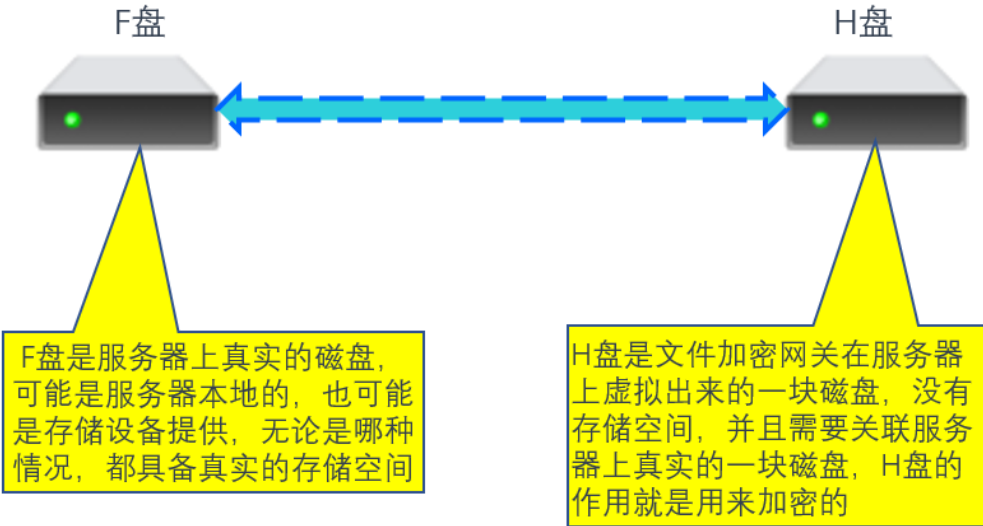 F盘
H盘
F盘是服务器上真实的磁盘，
可能是服务器本地的，也可能
是存储设备提供，无论是哪种
情况，都具备真实的存储空间
H盘是文件加密网关在服务器
上虚拟出来的一块磁盘，没有
存储空间，并且需要关联服务
器上真实的一块磁盘，H盘的
作用就是用来加密的